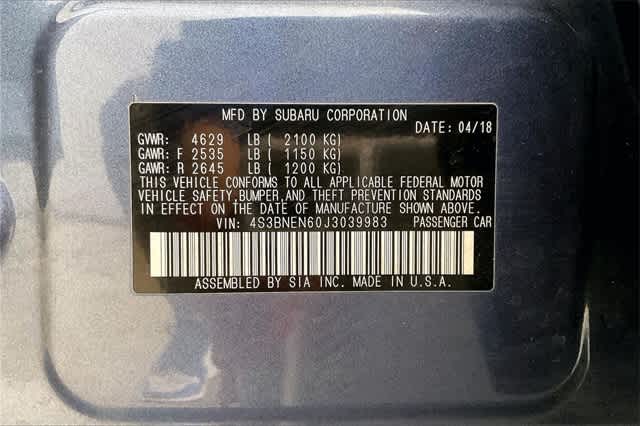 MFD BY SUBARU CORPORATION
DATE: 04/18
GVWR: 4629 LB ( 2100 KG)
GAWR: F 2535 LB ( 1150 KG)
GAWR: R 2645 LB ( 1200 KG)
THIS VEHICLE CONFORMS TO ALL APPLICABLE FEDERAL MOTOR
VEHICLE SAFETY,BUMPER,AND THEFT PREVENTION STANDARDS
IN EFFECT ON THE DATE OF MANUFACTURE SHOWN ABOVE.
VIN: 4S3BNEN60J3039983 PASSENGER CAR
ASSEMBLED BY SIA INC. MADE IN U.S.A.